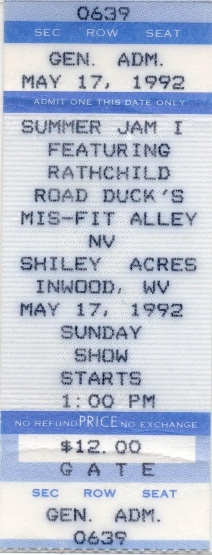 0639
SEC ROW SEAT
GEN. ADM.
MAY 17, 1992
ADMIT ONE THIS DATE ONLY
SUMMER JAM I
FEATURING
RATHCHILD
ROAD DUCK'S
MIS-FIT ALLEY
NV
SHILEY ACRES
INWOOD, WV
MAY 17, 1992
SUNDAY
SHOW
STARTS
1:00 PM
NO REFUND PRICE NO EXCHANGE
$12.00
GATE
SEC ROW SEAT
GEN. ADM.
0639